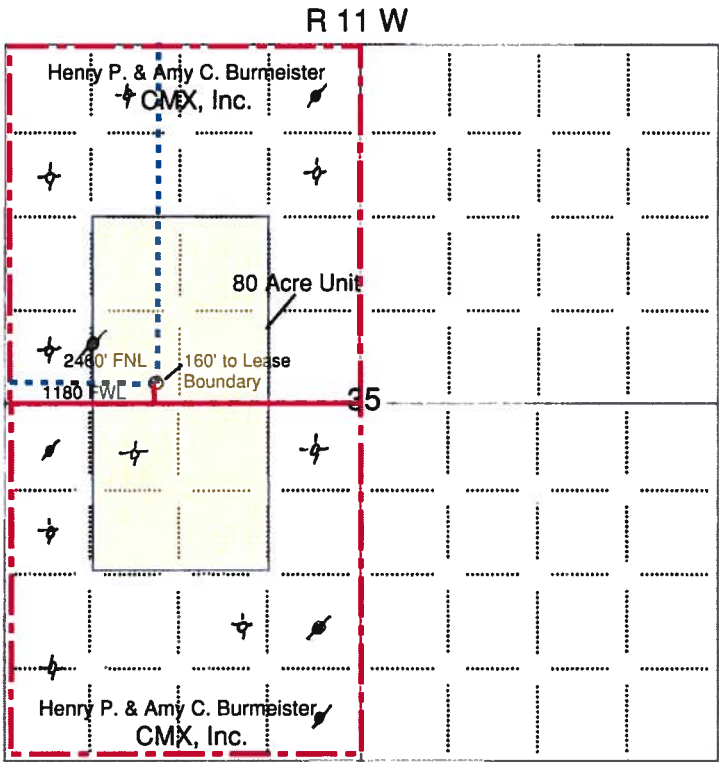 R 11 W
Henry P. & Amy C. Burmeister
CMX, Inc.
80 Acre Unit
2460' FNL
160' to Lease
Boundary
1180 FWL
35
Henry P. & Amy C. Burmeister
CMX, Inc.